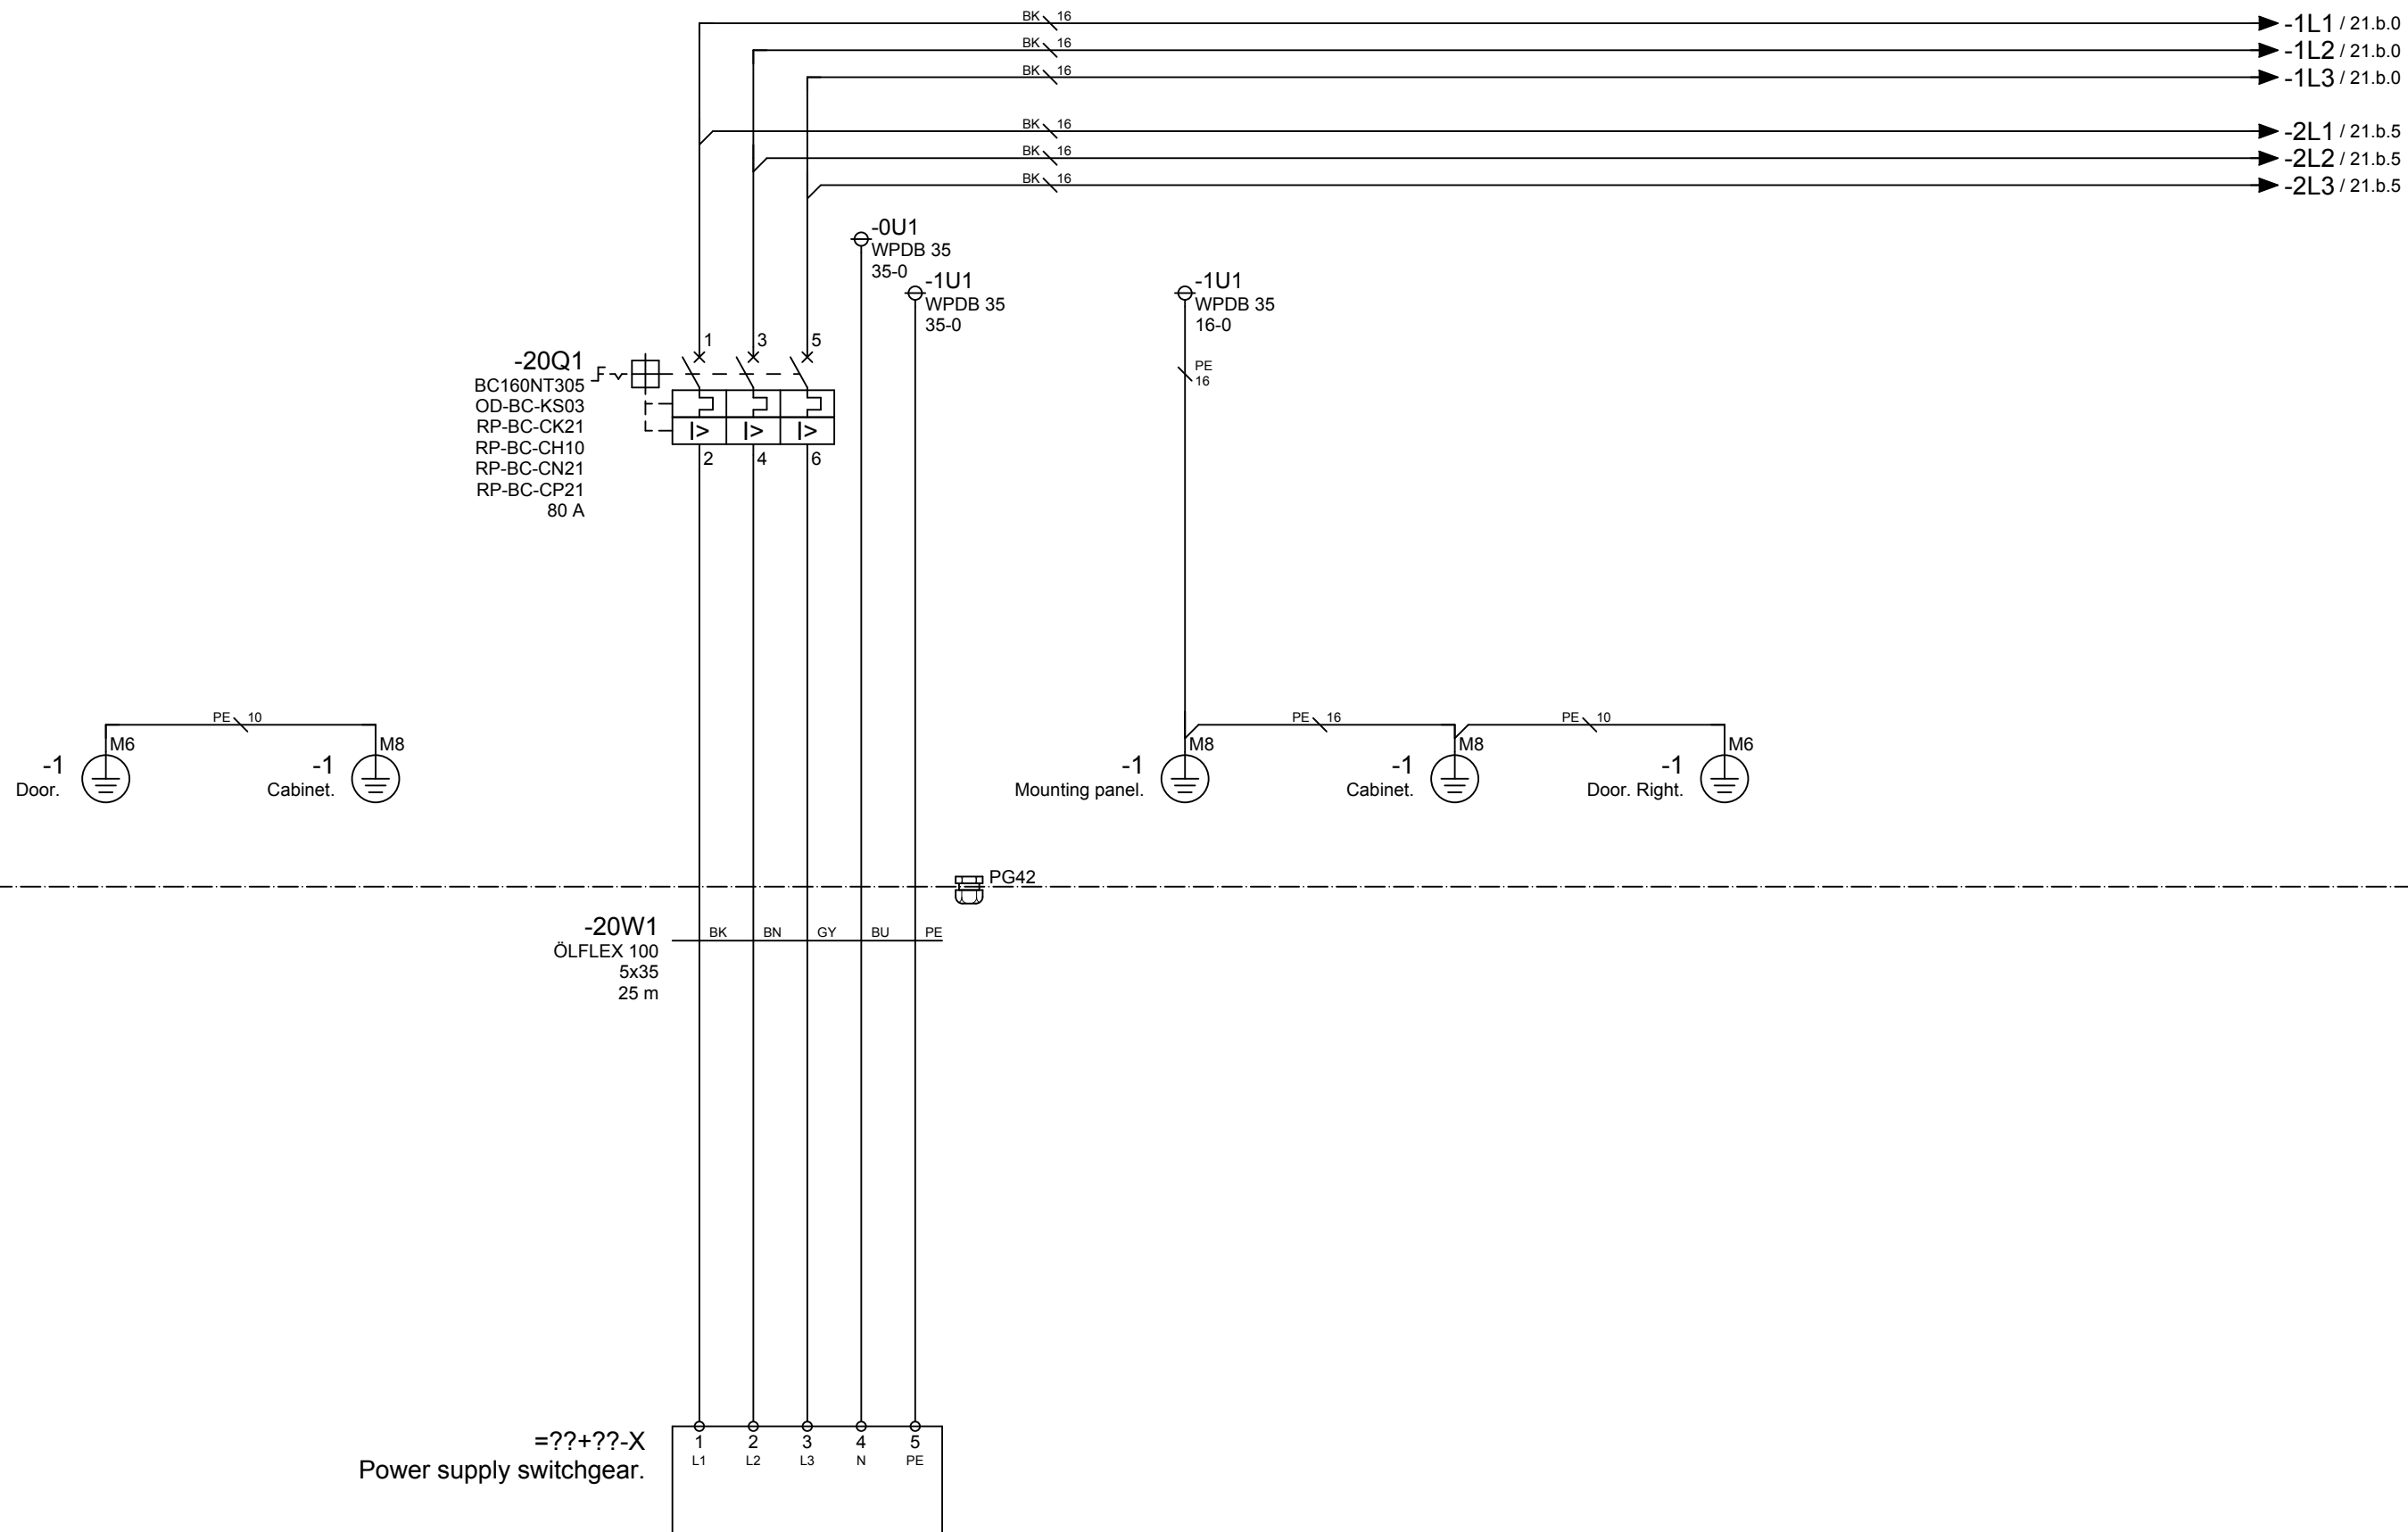 BK 16 -1L1 / 21.b.0
BK 16 -1L2 / 21.b.0
BK 16 -1L3 / 21.b.0
BK 16 -2L1 / 21.b.5
BK 16 -2L2 / 21.b.5
BK 16 -2L3 / 21.b.5
-0U1
WPDB 35
35-0
-1U1
WPDB 35
35-0
-1U1
WPDB 35
16-0
PE
16
1 3 5
-20Q1
BC160NT305
OD-BC-KS03
RP-BC-CK21
RP-BC-CH10
RP-BC-CN21
RP-BC-CP21
80 A
I> I> I>
2 4 6
PE 10
M6
-1
Door.
M8
-1
Cabinet.
PE 16
PE 10
M8
-1
Mounting panel.
M8
-1
Cabinet.
M6
-1
Door. Right.
PG42
-20W1
ÖLFLEX 100
5x35
25 m
BK BN GY BU PE
=??+??-X
Power supply switchgear.
1 2 3 4 5
L1 L2 L3 N PE